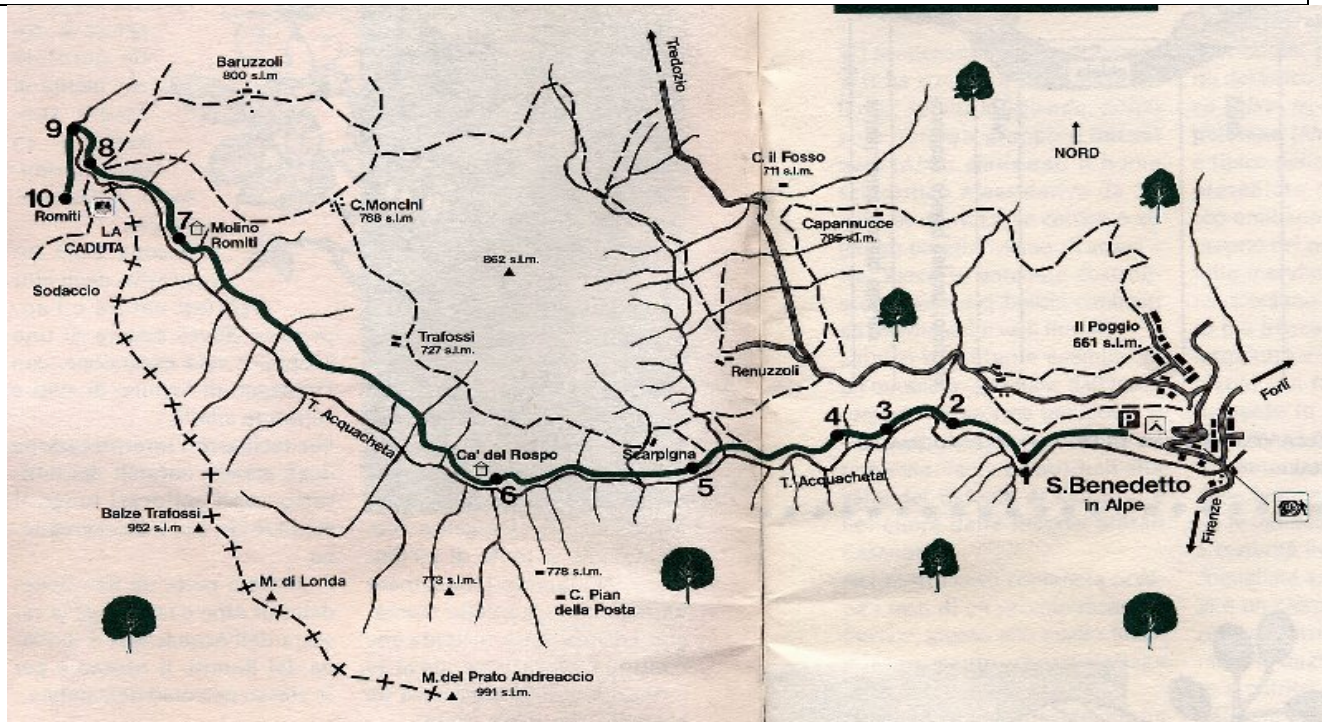 Baruzzoli
800 s.l.m
Tredozio
NORD
9
8
10
Romiti
LA
CADUTA
7
Molino
Romiti
C.Moncini
768 s.l.m
C. il Fosso
711 s.l.m.
Capannucce
785 s.l.m.
862 s.l.m.
Sodaccio
Trafossi
727 s.l.m.
Renuzzoli
Il Poggio
661 s.l.m.
Forlì
T. Acquacheta
Ca' del Rospo
6
Scarpigna
5
4
3
2
P
1
T. Acquacheta
S.Benedetto
in Alpe
Firenze
Balze Trafossi
952 s.l.m
M. di Londa
773 s.l.m.
778 s.l.m.
C. Pian
della Posta
M. del Prato Andreaccio
991 s.l.m.